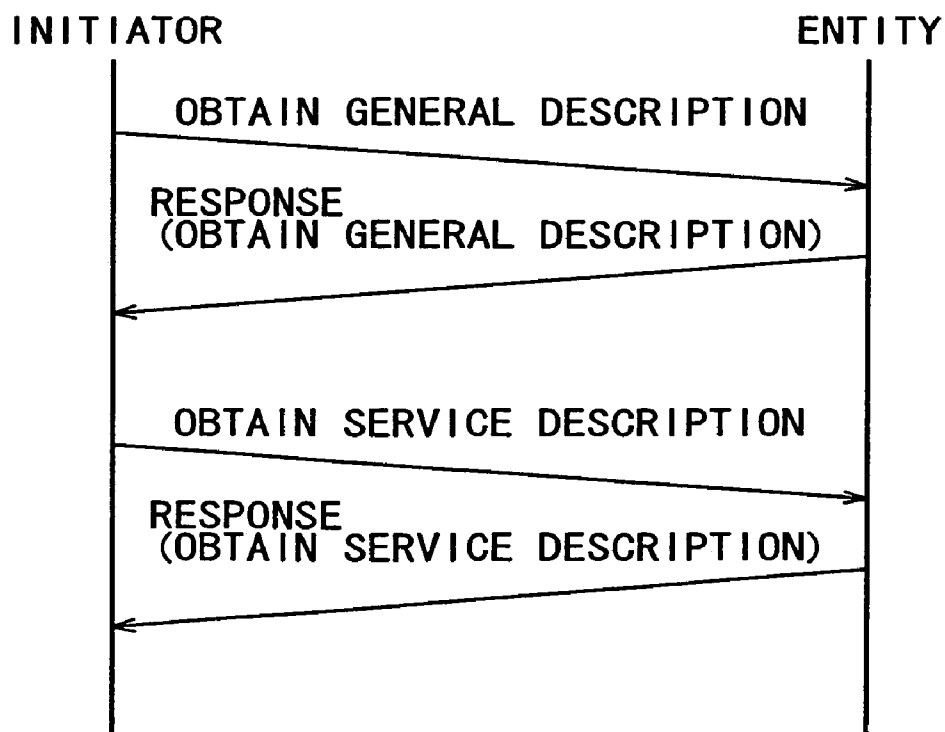 INITIATOR ENTITY
OBTAIN GENERAL DESCRIPTION
RESPONSE
(OBTAIN GENERAL DESCRIPTION)
OBTAIN SERVICE DESCRIPTION
RESPONSE
(OBTAIN SERVICE DESCRIPTION)